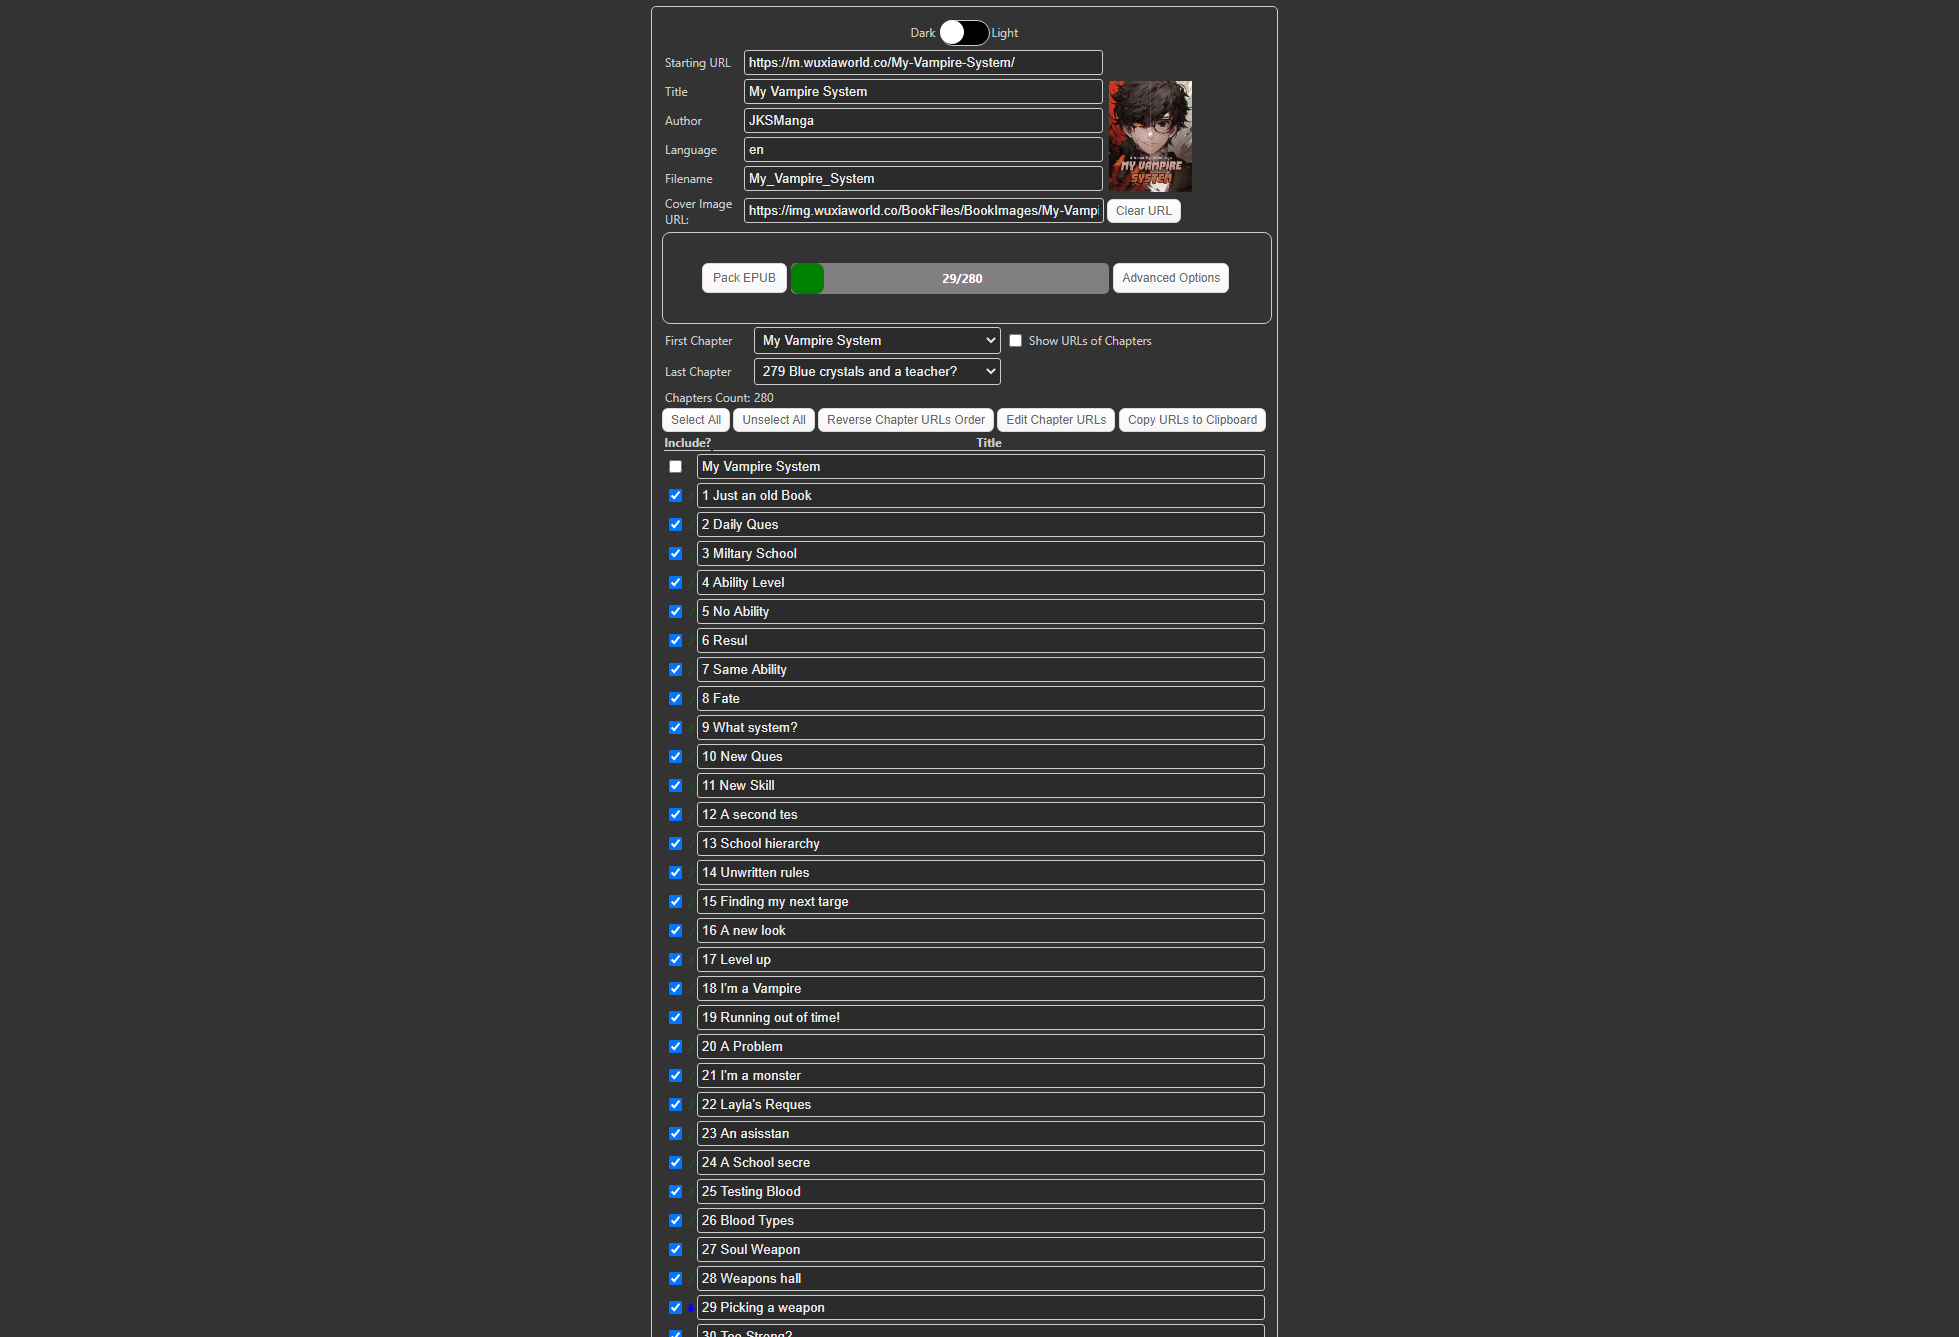 Dark Light
Starting URL https://m.wuxiaworld.co/My-Vampire-System/
Title My Vampire System
Author JKSManga
Language en
Filename My_Vampire_System
MY VAMPIRE
SYSTEM
Cover Image URL: https://img.wuxiaworld.co/BookFiles/BookImages/My-Vampi Clear URL
Pack EPUB 29/280 Advanced Options
First Chapter My Vampire System Show URLs of Chapters
Last Chapter 279 Blue crystals and a teacher?
Chapters Count: 280
Select All Unselect All Reverse Chapter URLs Order Edit Chapter URLs Copy URLs to Clipboard
Include? Title
My Vampire System
1 Just an old Book
2 Daily Ques
3 Miltary School
4 Ability Level
5 No Ability
6 Resul
7 Same Ability
8 Fate
9 What system?
10 New Ques
11 New Skill
12 A second tes
13 School hierarchy
14 Unwritten rules
15 Finding my next targe
16 A new look
17 Level up
18 I'm a Vampire
19 Running out of time!
20 A Problem
21 I'm a monster
22 Layla's Reques
23 An asisstan
24 A School secre
25 Testing Blood
26 Blood Types
27 Soul Weapon
28 Weapons hall
29 Picking a weapon
30 Too Strong?